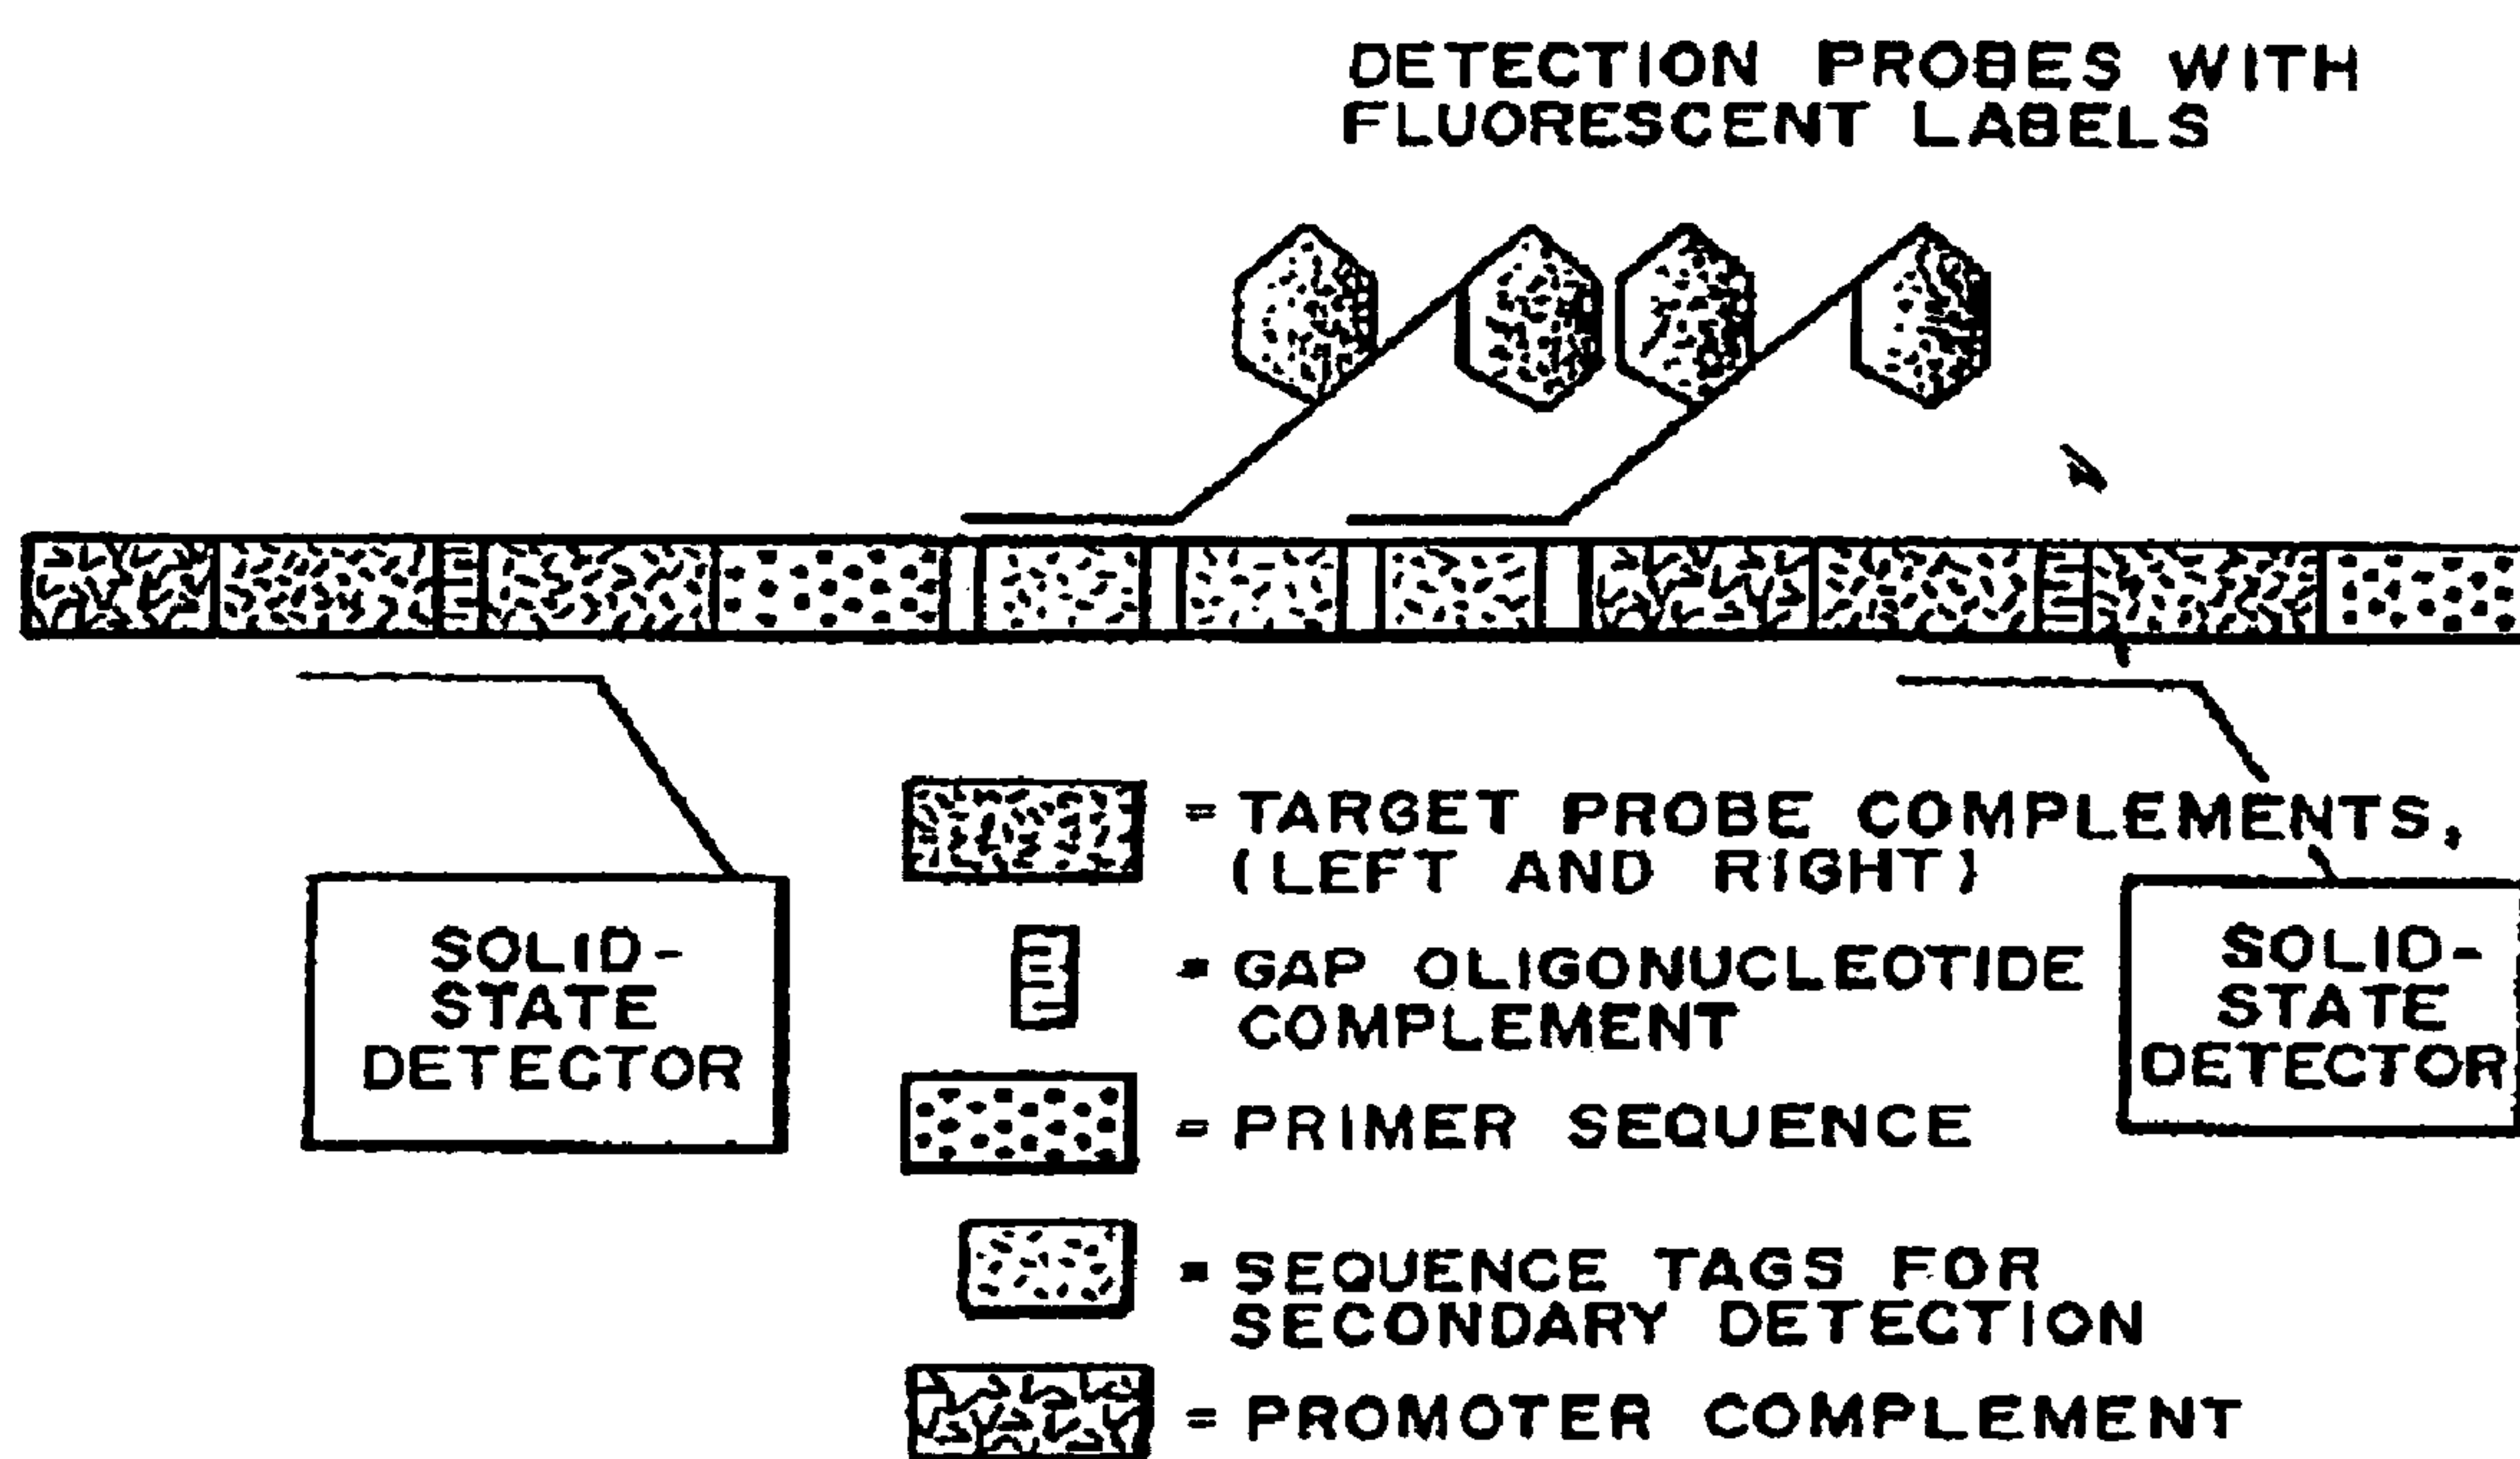 DETECTION PROBES WITH
FLUORESCENT LABELS
= TARGET PROBE COMPLEMENTS,
(LEFT AND RIGHT)
SOLID-
STATE
DETECTOR
= GAP OLIGONUCLEOTIDE
COMPLEMENT
SOLID-
STATE
DETECTOR
= PRIMER SEQUENCE
= SEQUENCE TAGS FOR
SECONDARY DETECTION
= PROMOTER COMPLEMENT